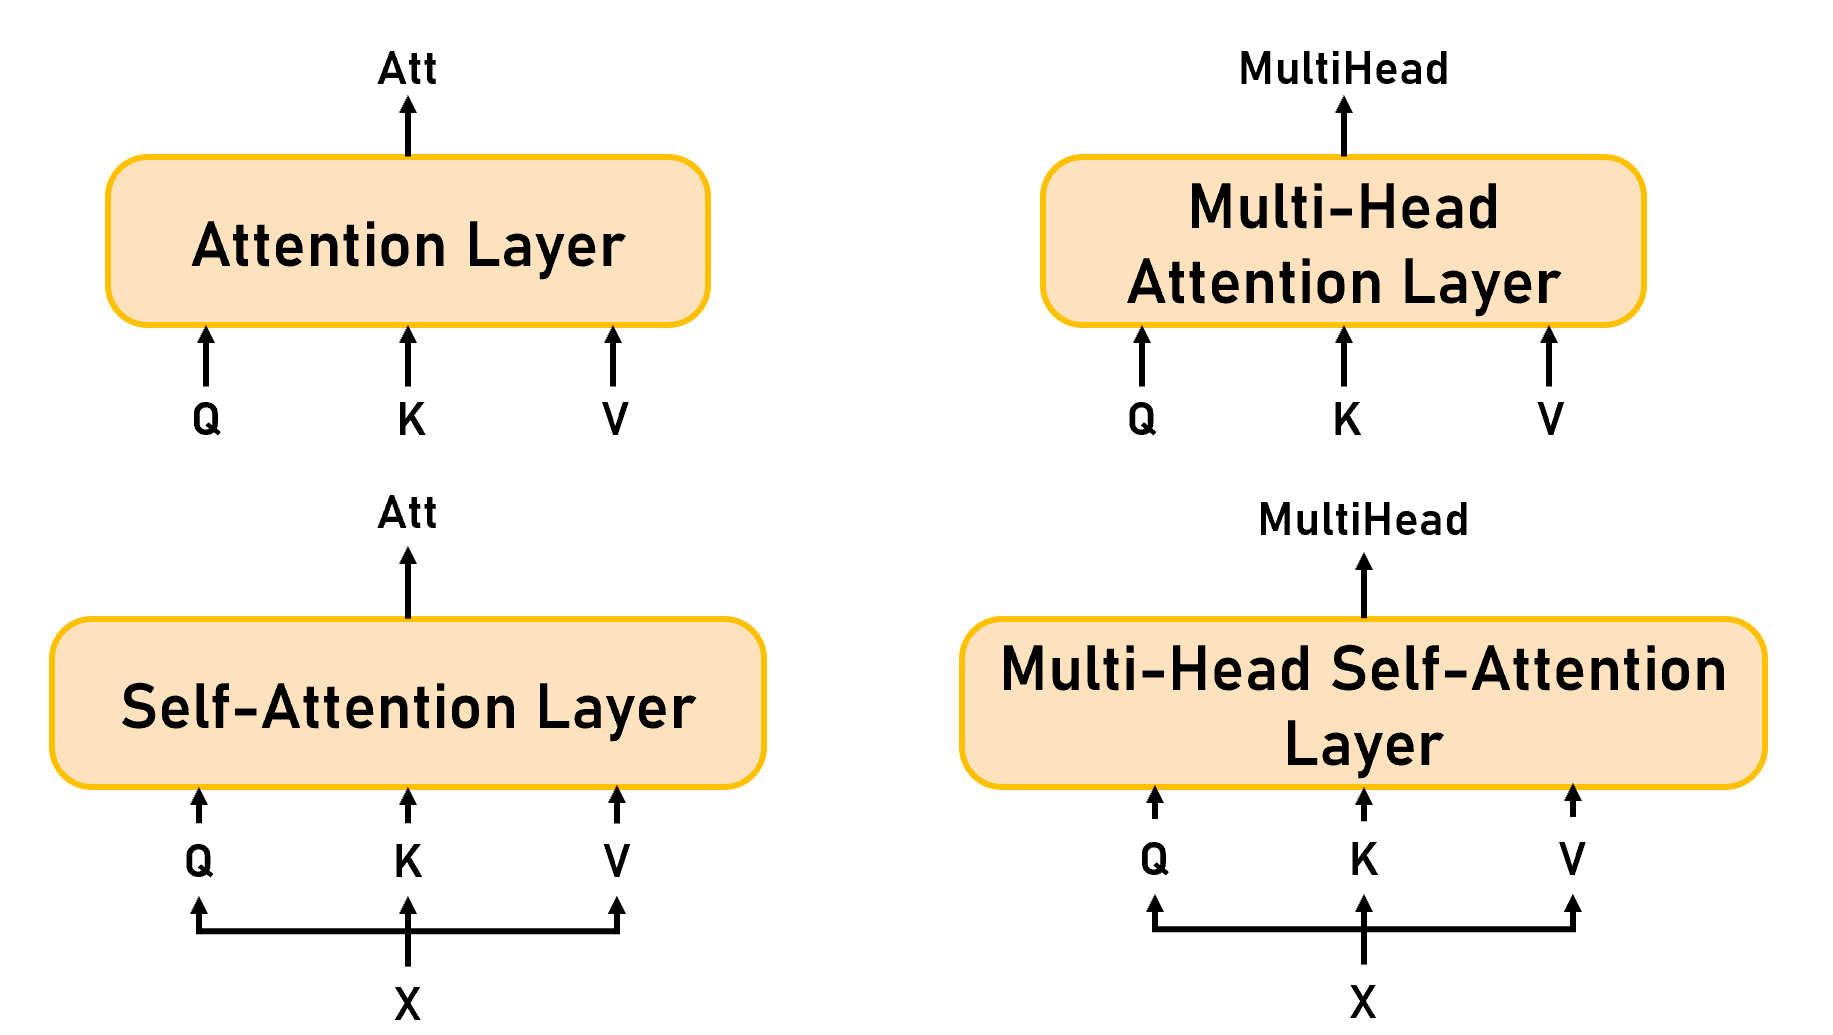 Att
Attention Layer
Q K V
MultiHead
Multi-Head
Attention Layer
Q K V
Att
Self-Attention Layer
Q K V
X
MultiHead
Multi-Head Self-Attention
Layer
Q K V
X